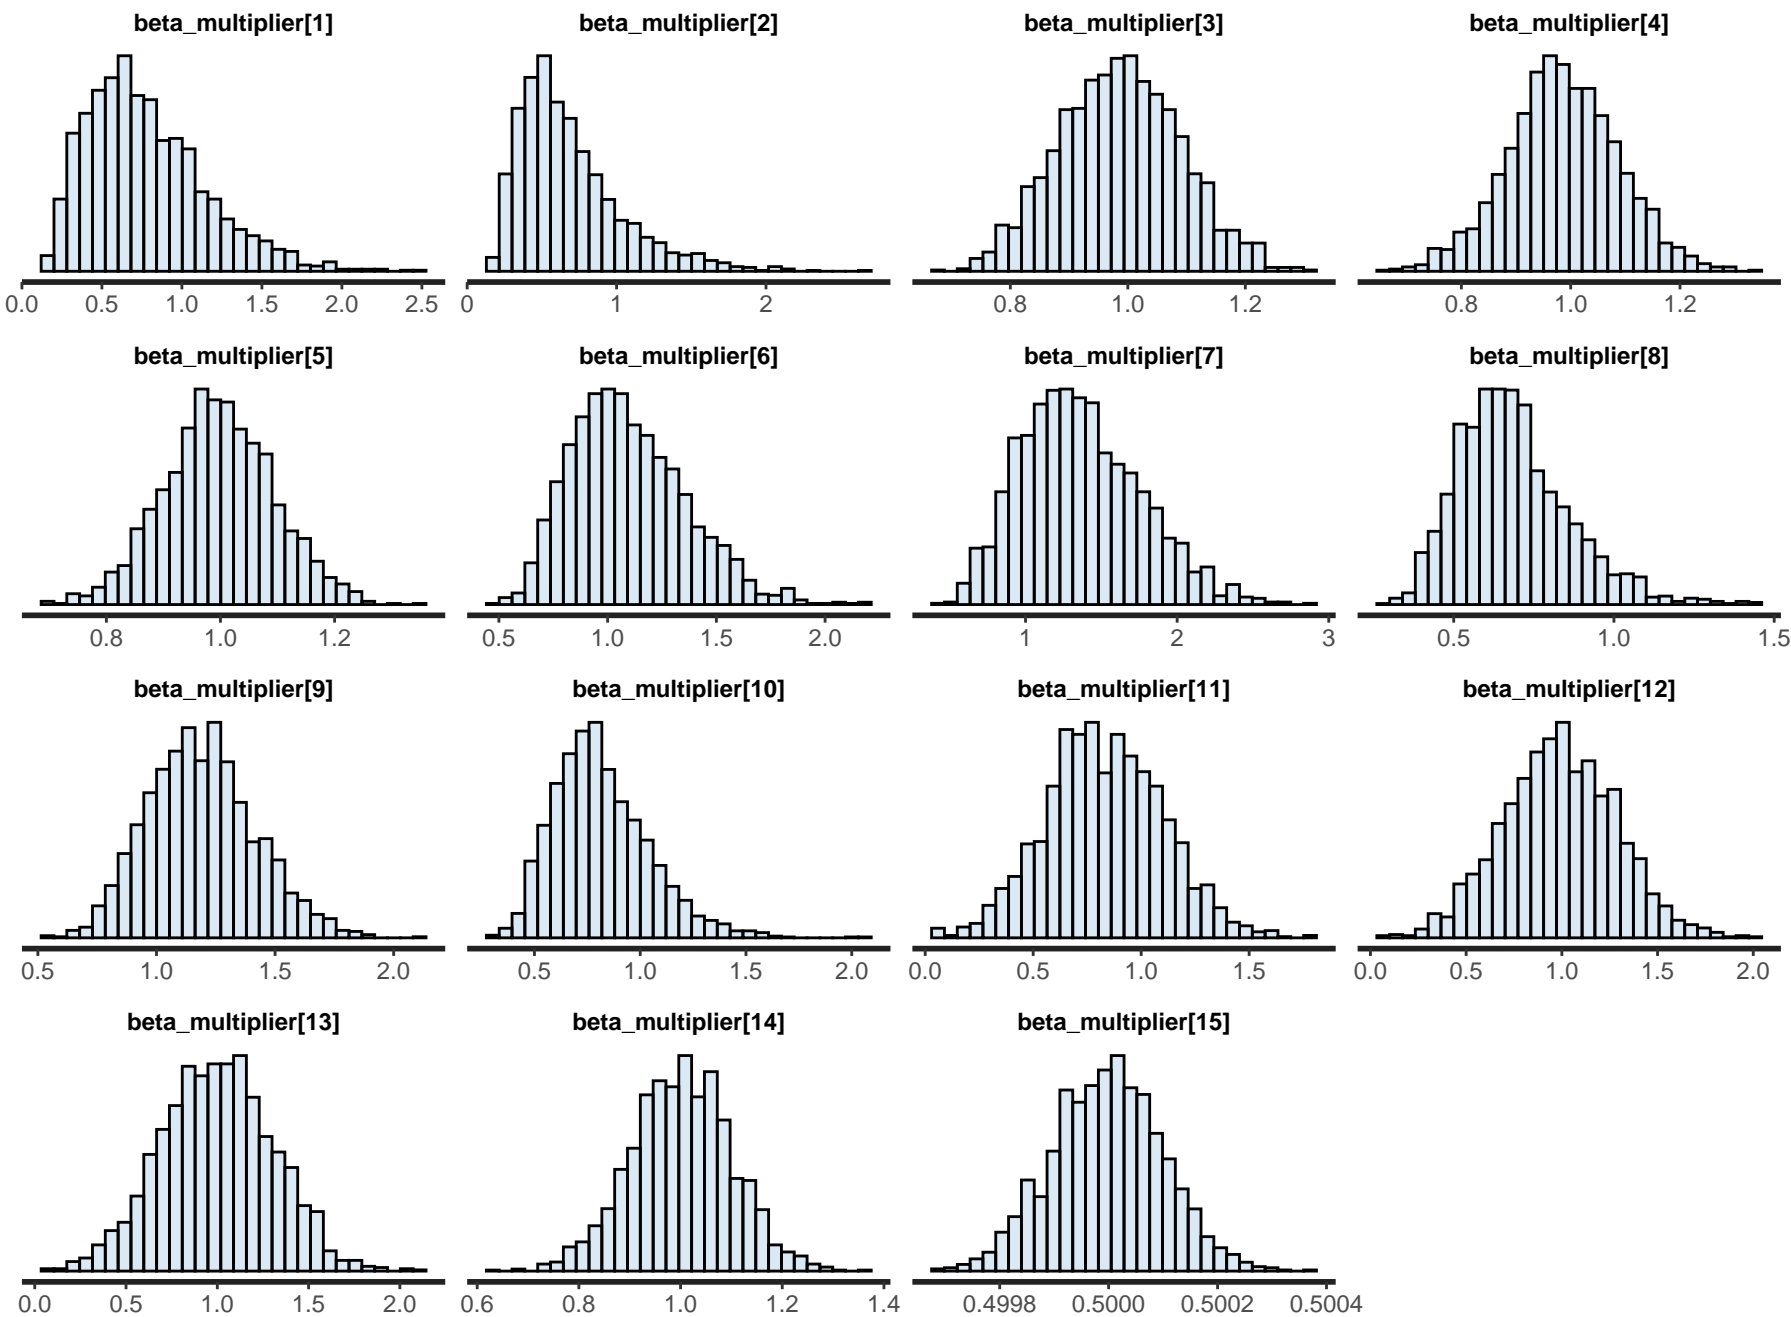 beta_multiplier[1] beta_multiplier[2] beta_multiplier[3] beta_multiplier[4]
0.0 0.5 1.0 1.5 2.0 2.5 0 1 2 0.8 1.0 1.2 0.8 1.0 1.2
beta_multiplier[5] beta_multiplier[6] beta_multiplier[7] beta_multiplier[8]
0.8 1.0 1.2 0.5 1.0 1.5 2.0 1 2 3 0.5 1.0 1.5
beta_multiplier[9] beta_multiplier[10] beta_multiplier[11] beta_multiplier[12]
0.5 1.0 1.5 2.0 0.5 1.0 1.5 2.0 0.0 0.5 1.0 1.5 0.0 0.5 1.0 1.5 2.0
beta_multiplier[13] beta_multiplier[14] beta_multiplier[15]
0.0 0.5 1.0 1.5 2.0 0.6 0.8 1.0 1.2 1.4 0.4998 0.5000 0.5002 0.5004